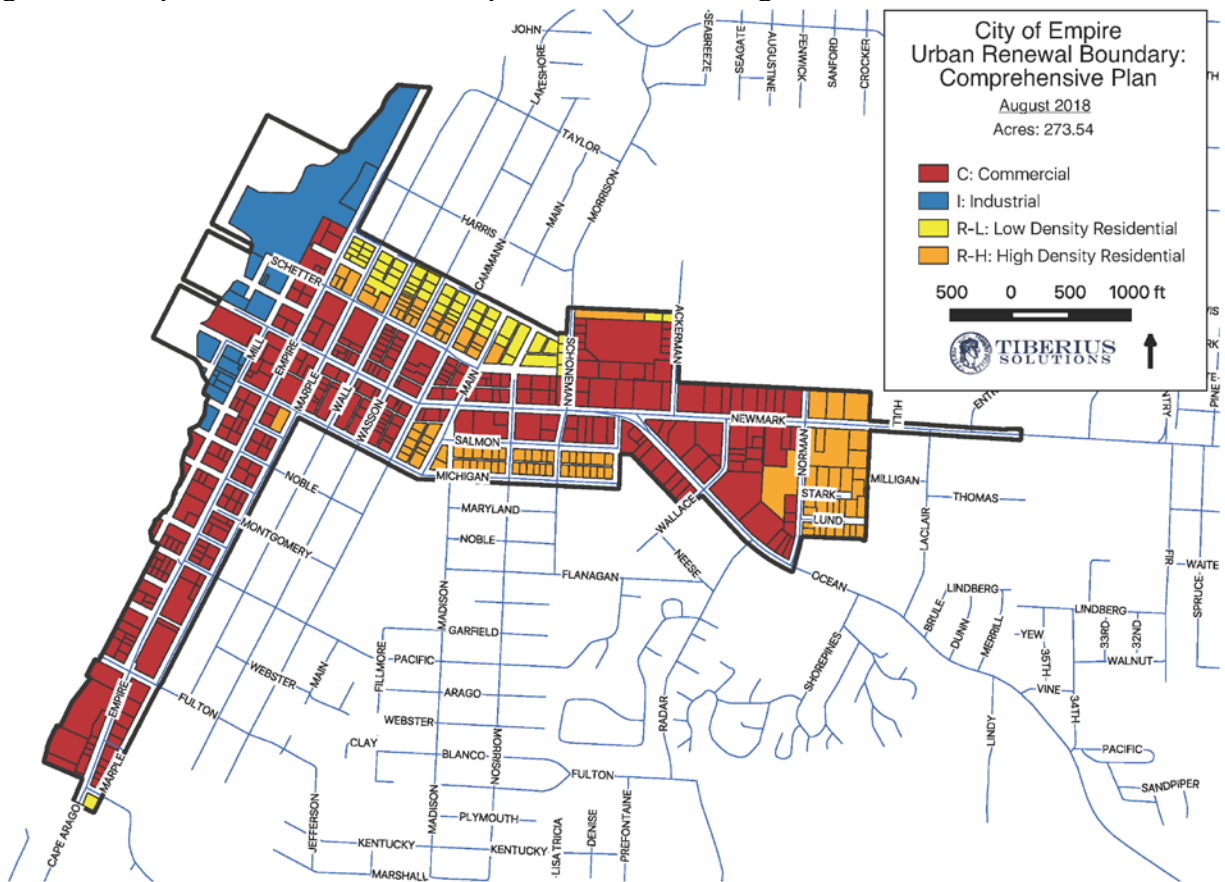 City of Empire
Urban Renewal Boundary:
Comprehensive Plan
August 2018
Acres: 273.54
C: Commercial
I: Industrial
R-L: Low Density Residential
R-H: High Density Residential
500 0 500 1000 ft
TIBERIUS
SOLUTIONS
JOHN
LAKESHORE
SEABREEZE
SEAGATE
AUGUSTINE
FENWICK
SANFORD
CROCKER
TAYLOR
MORRISON
MAIN
HARRIS
CAMMANN
SCHETTER
ACKERMAN
SCHONEMAN
MILL
EMPIRE
MARPLE
WALL
WASSON
MAIN
NEWMARK
HULL
SALMON
MICHIGAN
NORMAN
STARK
LUND
MILLIGAN
THOMAS
LACLAIR
WALLACE
NOBLE
MONTGOMERY
MARYLAND
NOBLE
NEESE
FLANAGAN
OCEAN
MADISON
GARFIELD
PACIFIC
FILLMORE
WEBSTER
MAIN
ARAGO
WEBSTER
FULTON
EMPIRE
MARPLE
CAPE ARAGO
CLAY
BLANCO
MORRISON
FULTON
RADAR
SHOREPINES
BRULE
LINDBERG
DUNN
MERRILL
YEW
35TH
VINE
34TH
LINDBERG
33RD
32ND
WALNUT
FIR
WAITE
SPRUCE
LINDY
PACIFIC
SANDPIPER
JEFFERSON
MADISON
PLYMOUTH
KENTUCKY
KENTUCKY
MARSHALL
LISA TRICIA
DENISE
PREFONTAINE